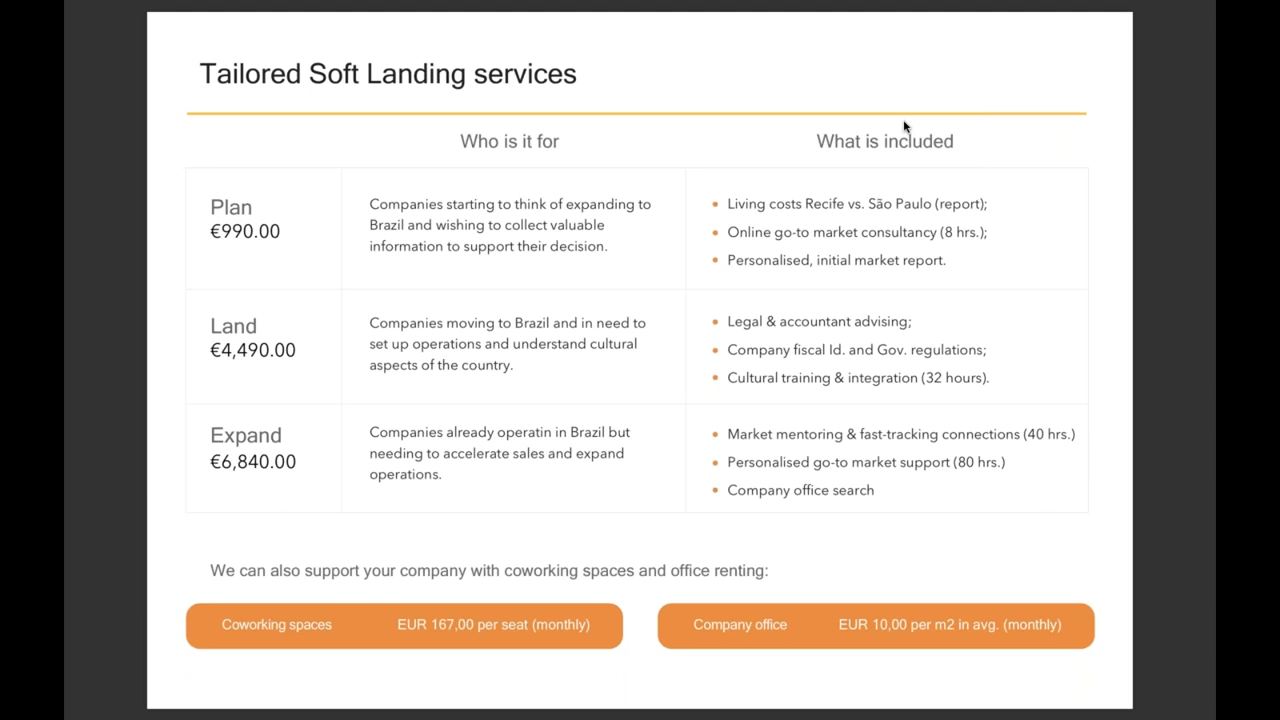 Tailored Soft Landing services
Who is it for
What is included
Plan
€990.00
Companies starting to think of expanding to
Brazil and wishing to collect valuable
information to support their decision.
• Living costs Recife vs. São Paulo (report);
• Online go-to market consultancy (8 hrs.);
• Personalised, initial market report.
Land
€4,490.00
Companies moving to Brazil and in need to
set up operations and understand cultural
aspects of the country.
• Legal & accountant advising;
• Company fiscal Id. and Gov. regulations;
• Cultural training & integration (32 hours).
Expand
€6,840.00
Companies already operatin in Brazil but
needing to accelerate sales and expand
operations.
• Market mentoring & fast-tracking connections (40 hrs.)
• Personalised go-to market support (80 hrs.)
• Company office search
We can also support your company with coworking spaces and office renting:
Coworking spaces EUR 167,00 per seat (monthly)
Company office EUR 10,00 per m2 in avg. (monthly)